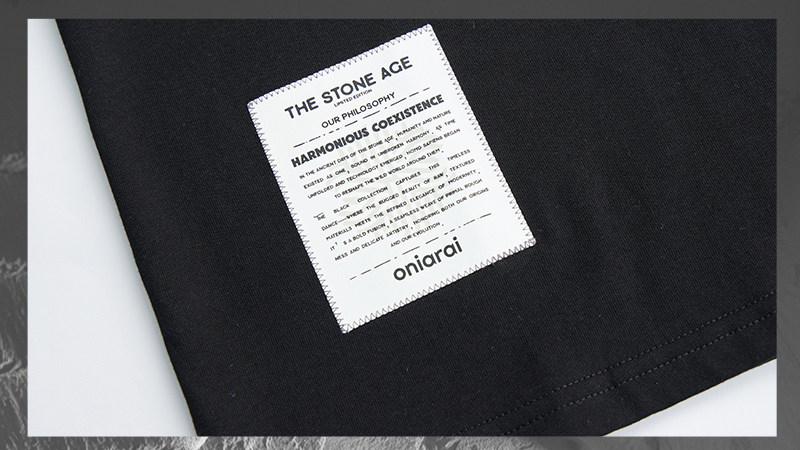 THE STONE AGE
LIMITED EDITION
OUR PHILOSOPHY
HARMONIOUS COEXISTENCE
IN THE ANCIENT DAYS OF THE STONE AGE, HUMANITY AND NATURE
EXISTED AS ONE, BOUND IN UNBROKEN HARMONY, AS TIME
UNFOLDED AND TECHNOLOGY EMERGED, HOMO SAPIENS BEGAN
TO RESHAPE THE WILD WORLD AROUND THEM,
THE BLACK COLLECTION CAPTURES THIS TIMELESS
DANCE—WHERE THE RUGGED BEAUTY OF RAW, TEXTURED
MATERIALS MEETS THE REFINED ELEGANCE OF MODERNITY,
IT'S A BOLD FUSION, A SEAMLESS WEAVE OF PRIMAL ROUGH
NESS AND DELICATE ARTISTRY, HONORING BOTH OUR ORIGINS
AND OUR EVOLUTION
oniarai